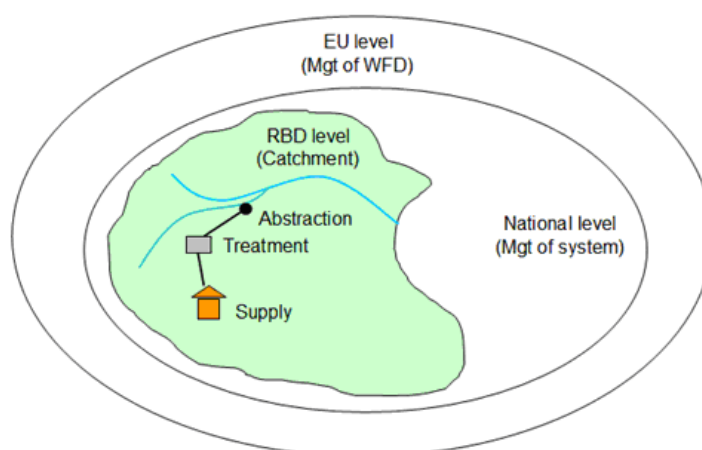 EU level
(Mgt of WFD)
RBD level
(Catchment)
Abstraction
National level
(Mgt of system)
Treatment
Supply